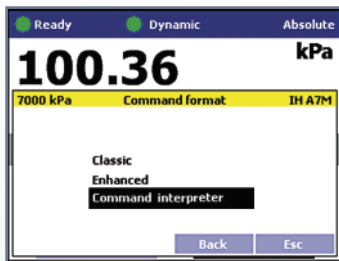 Ready Dynamic Absolute
100.36 kPa
7000 kPa Command format IH A7M
Classic
Enhanced
Command interpreter
Back Esc